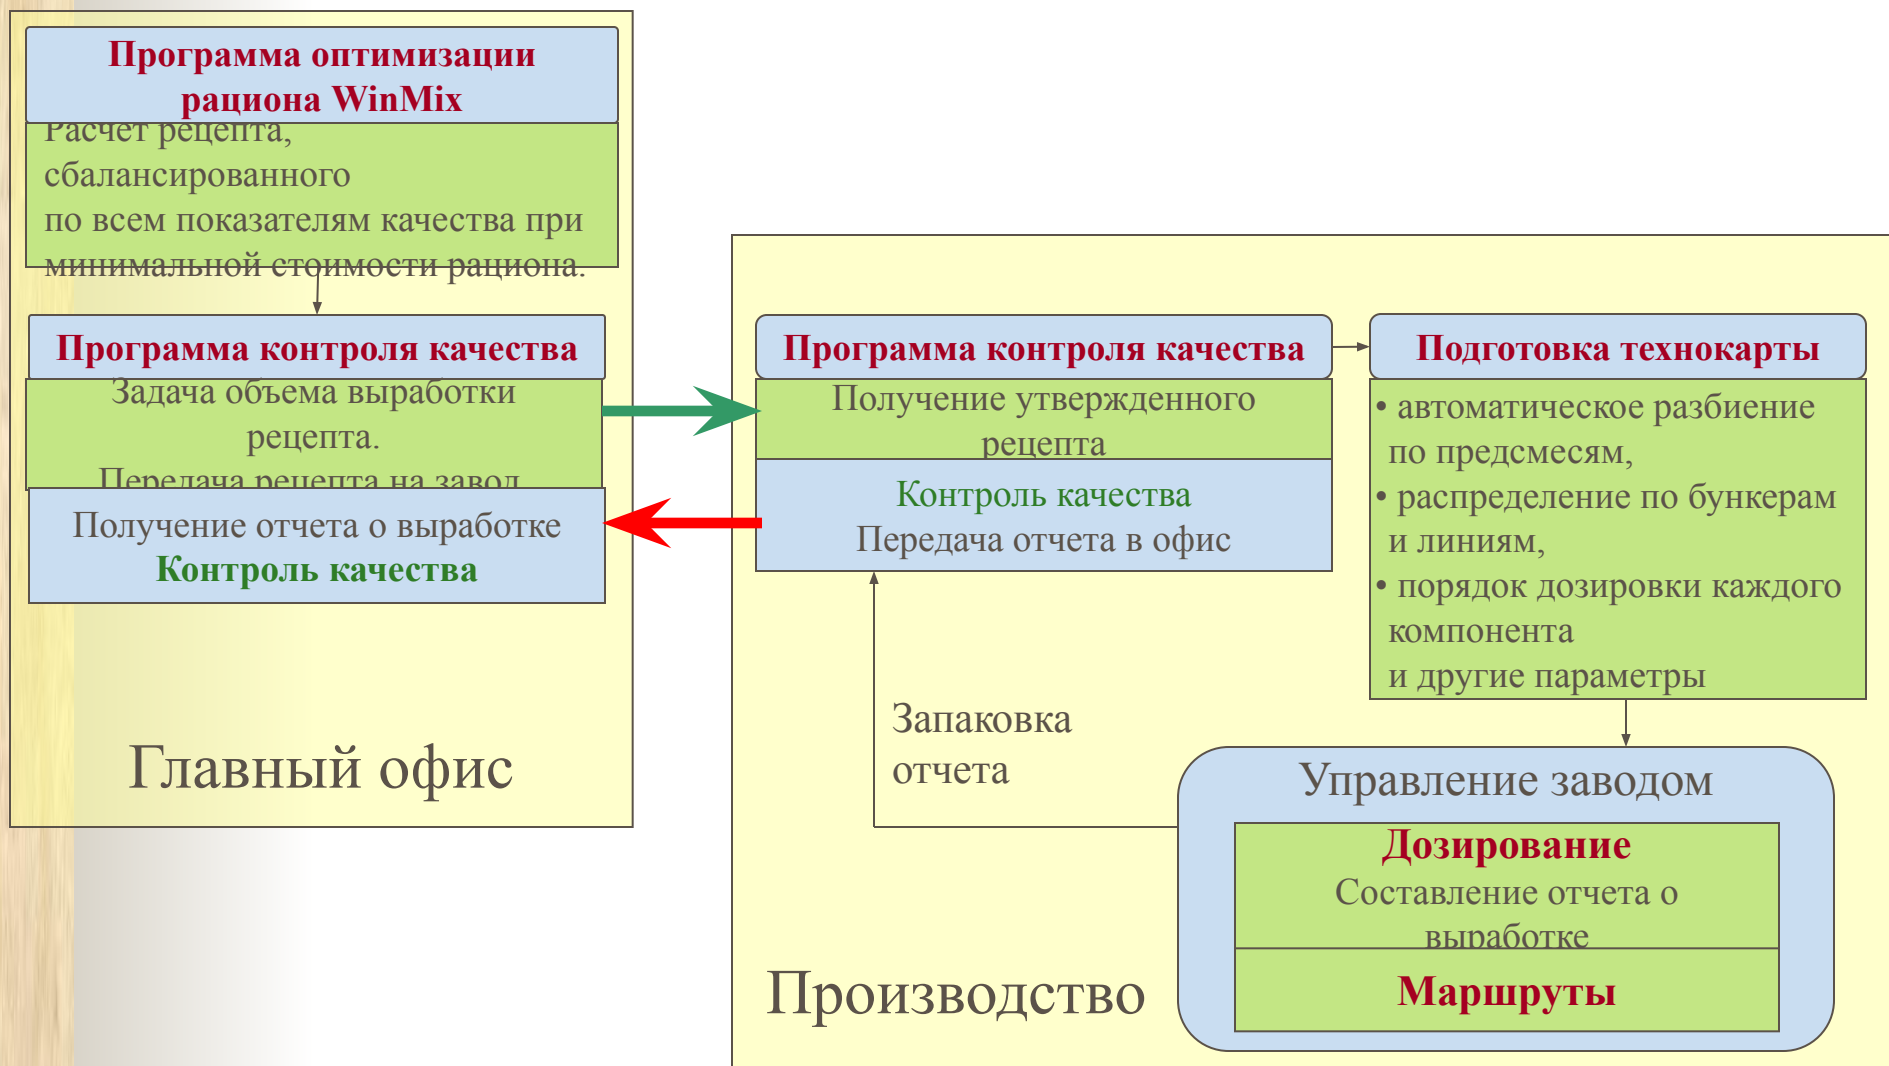 Программа оптимизации
рациона WinMix
Расчет рецепта,
сбалансированного
по всем показателям качества при
минимальной стоимости рациона.
Программа контроля качества
Задача объема выработки
рецепта.
Передача рецепта на завод
Получение отчета о выработке
Контроль качества
Главный офис
Программа контроля качества
Получение утвержденного
рецепта
Контроль качества
Передача отчета в офис
Подготовка технокарты
• автоматическое разбиение
по предсмесям,
• распределение по бункерам
и линиям,
• порядок дозировки каждого
компонента
и другие параметры
Запаковка
отчета
Управление заводом
Дозирование
Составление отчета о
выработке
Маршруты
Производство